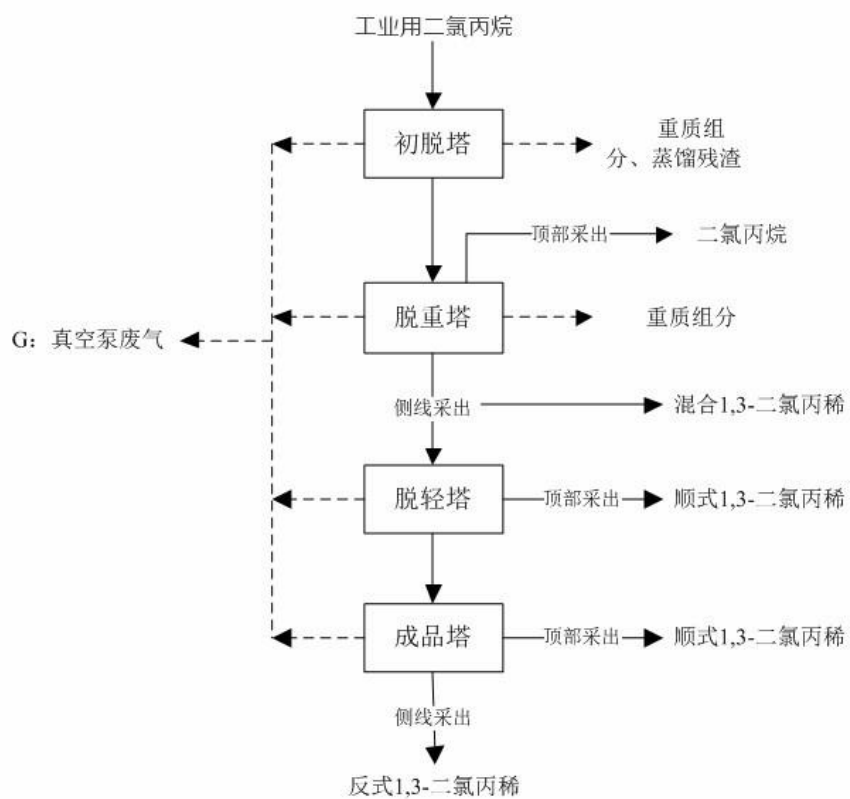 工业用二氯丙烷
初脱塔
重质组
分、蒸馏残渣
顶部采出
二氯丙烷
脱重塔
重质组分
G：真空泵废气
侧线采出
混合1,3-二氯丙稀
脱轻塔
顶部采出
顺式1,3-二氯丙稀
成品塔
顶部采出
顺式1,3-二氯丙稀
侧线采出
反式1,3-二氯丙稀